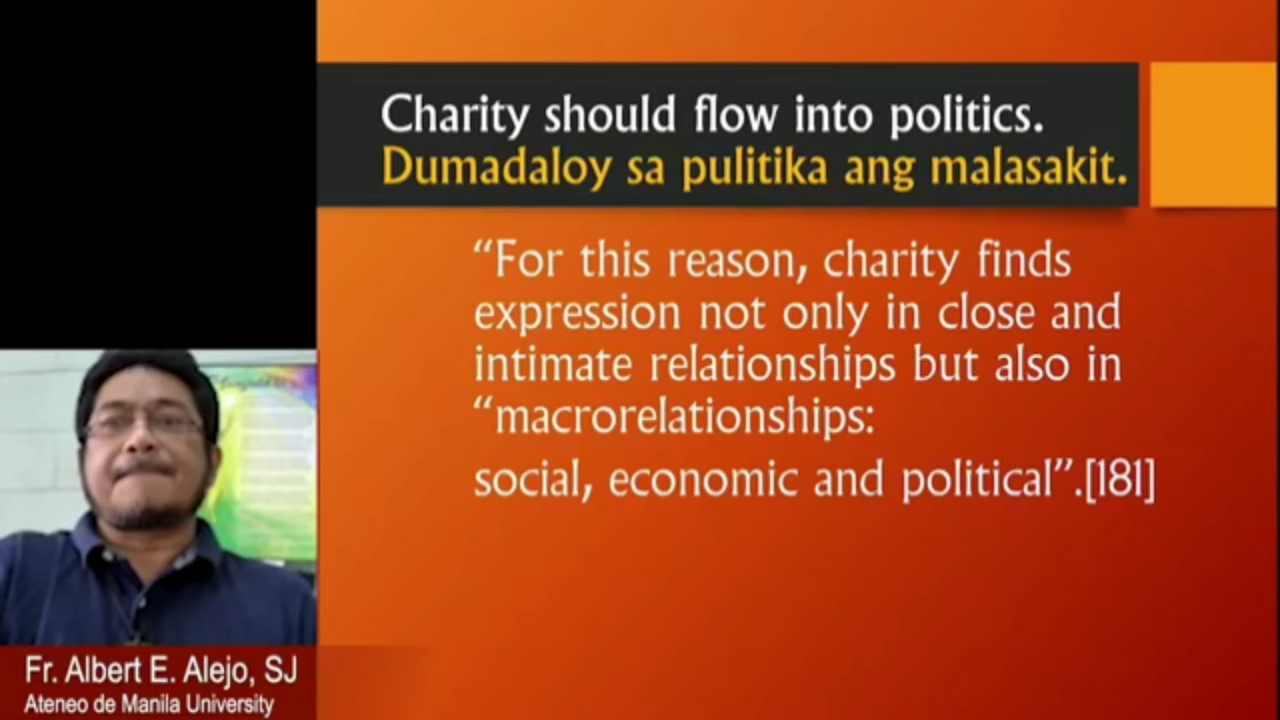 Charity should flow into politics.
Dumadaloy sa pulitika ang malasakit.
“For this reason, charity finds
expression not only in close and
intimate relationships but also in
“macrorelationships:
social, economic and political”.[181]
Fr. Albert E. Alejo, SJ
Ateneo de Manila University